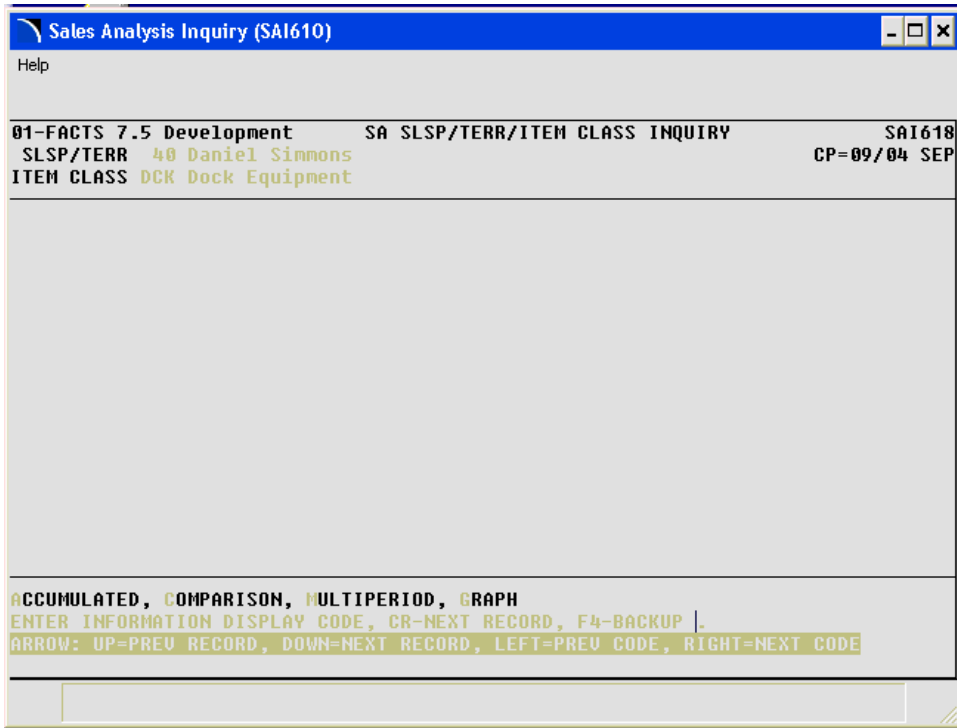 Sales Analysis Inquiry (SAI610)
Help
01-FACTS 7.5 Development SA SLSP/TERR/ITEM CLASS INQUIRY SAI618
SLSP/TERR 40 Daniel Simmons CP=09/04 SEP
ITEM CLASS DCK Dock Equipment
ACCUMULATED, COMPARISON, MULTIPERIOD, GRAPH
ENTER INFORMATION DISPLAY CODE, CR-NEXT RECORD, F4-BACKUP .
ARROW: UP=PREV RECORD, DOWN=NEXT RECORD, LEFT=PREV CODE, RIGHT=NEXT CODE